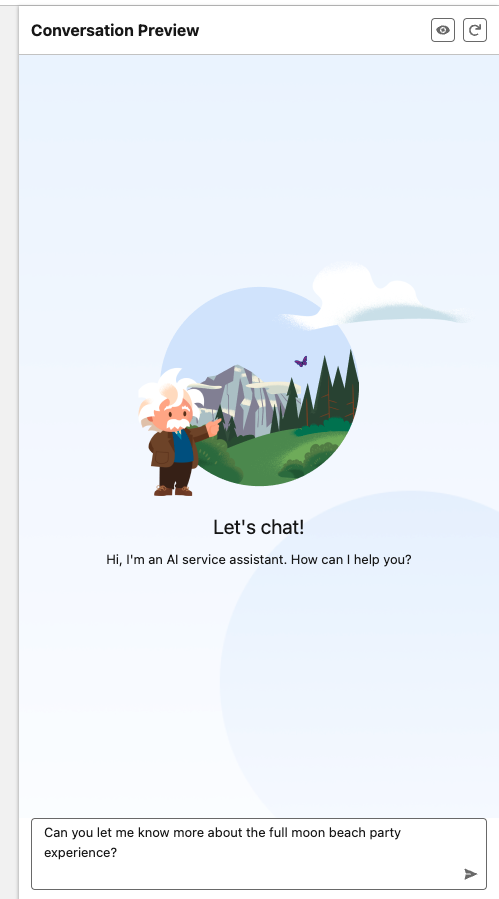 Conversation Preview
Let's chat!
Hi, I'm an AI service assistant. How can I help you?
Can you let me know more about the full moon beach party
experience?